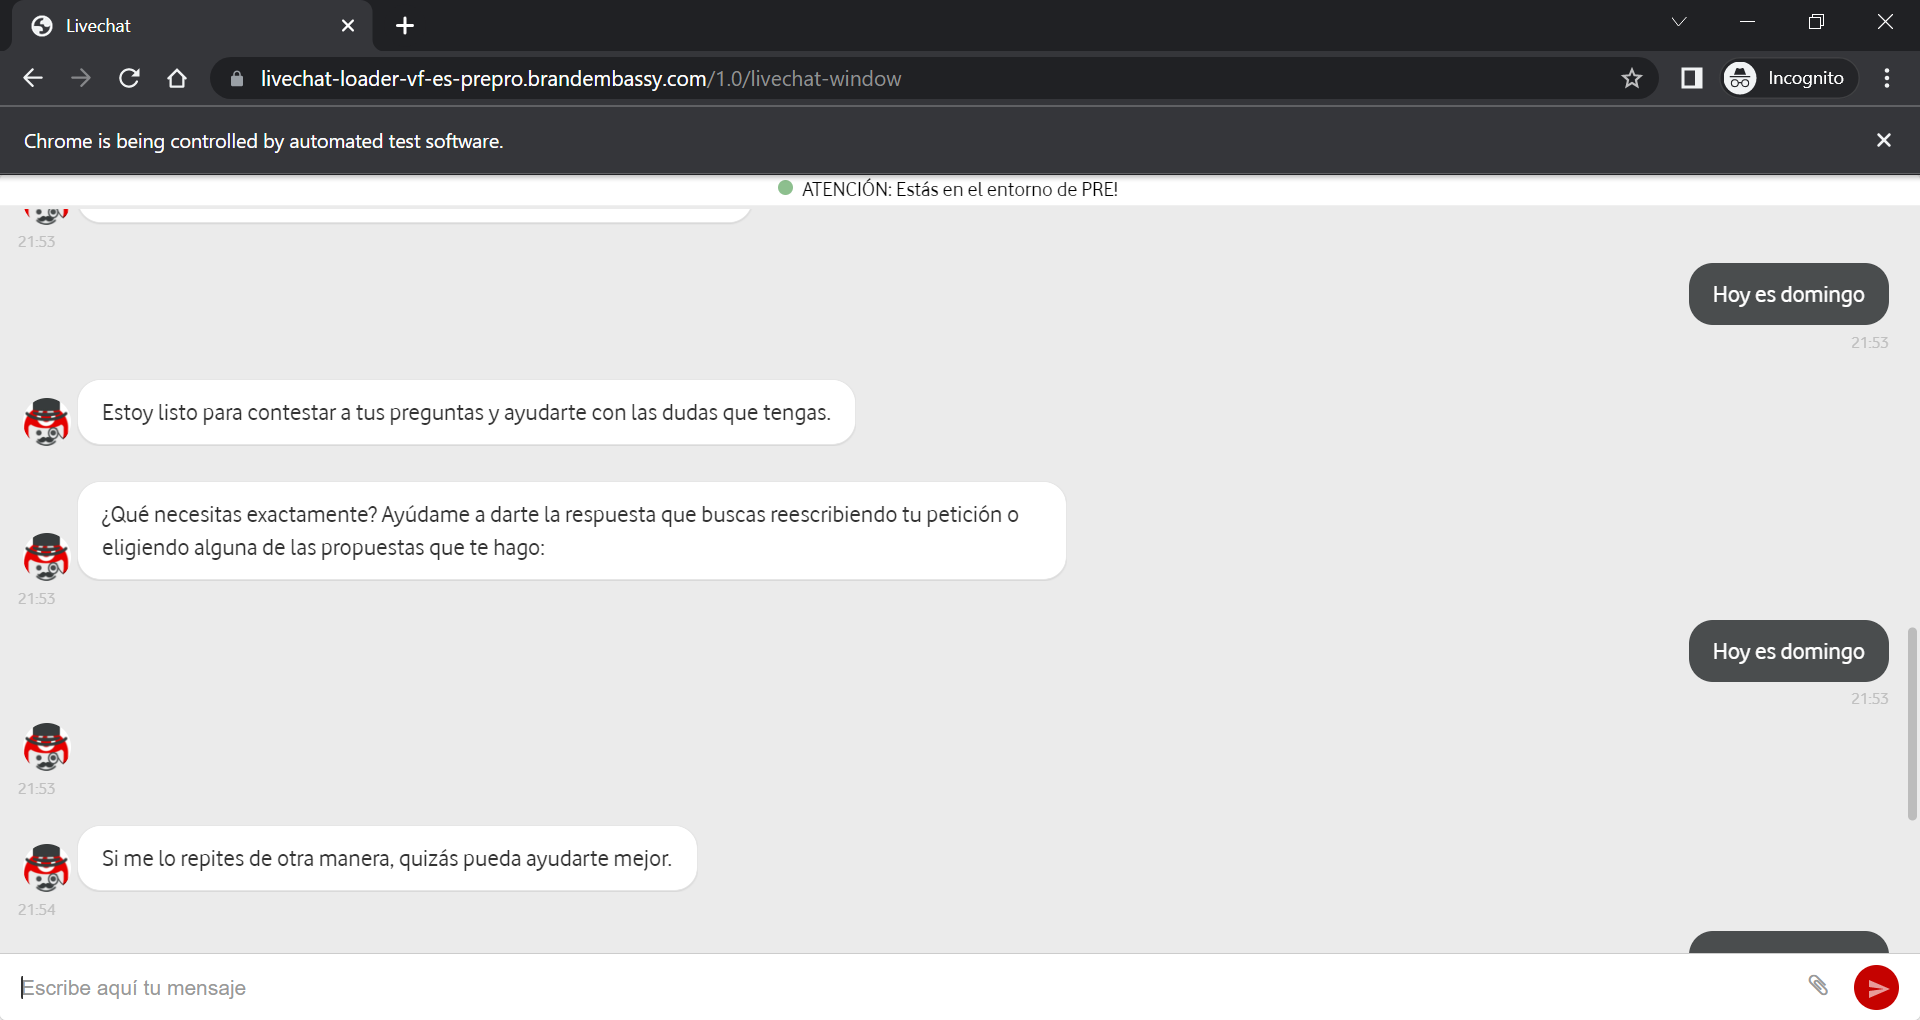 Livechat
livechat-loader-vf-es-prepro.brandembassy.com/1.0/livechat-window
Incognito
Chrome is being controlled by automated test software.
ATENCIÓN: Estás en el entorno de PRE!
21:53
Hoy es domingo
21:53
Estoy listo para contestar a tus preguntas y ayudarte con las dudas que tengas.
¿Qué necesitas exactamente? Ayúdame a darte la respuesta que buscas reescribiendo tu petición o
eligiendo alguna de las propuestas que te hago:
21:53
Hoy es domingo
21:53
21:53
Si me lo repites de otra manera, quizás pueda ayudarte mejor.
21:54
Escribe aquí tu mensaje